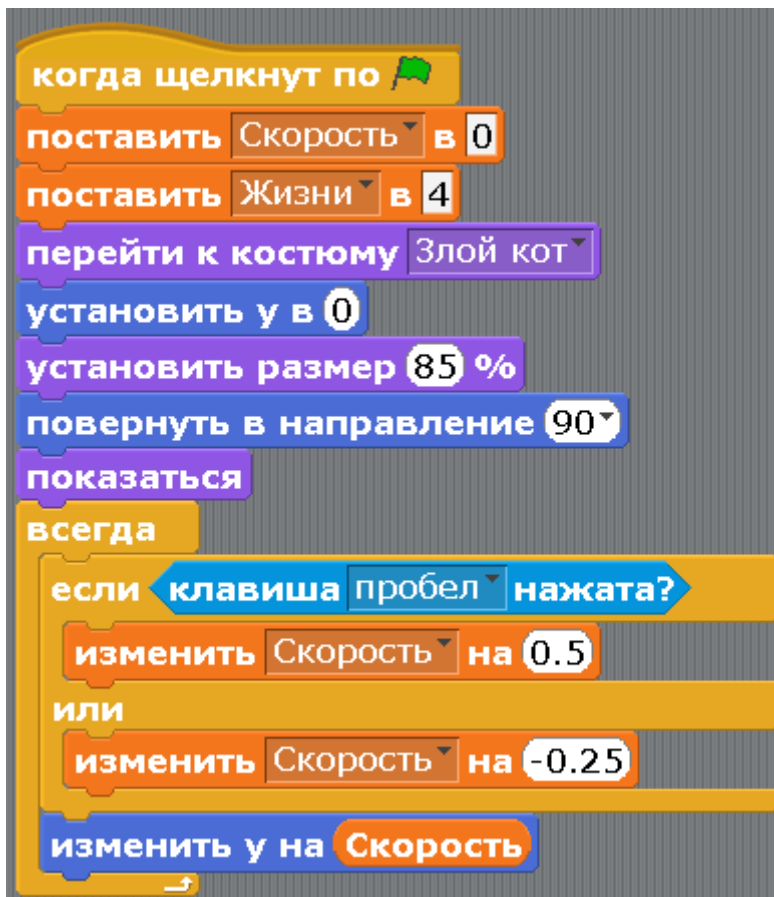 когда щелкнут по
поставить Скорость в 0
поставить Жизни в 4
перейти к костюму Злой кот
установить y в 0
установить размер 85 %
повернуть в направление 90
показаться
всегда
если клавиша пробел нажата?
изменить Скорость на 0.5
или
изменить Скорость на -0.25
изменить y на Скорость